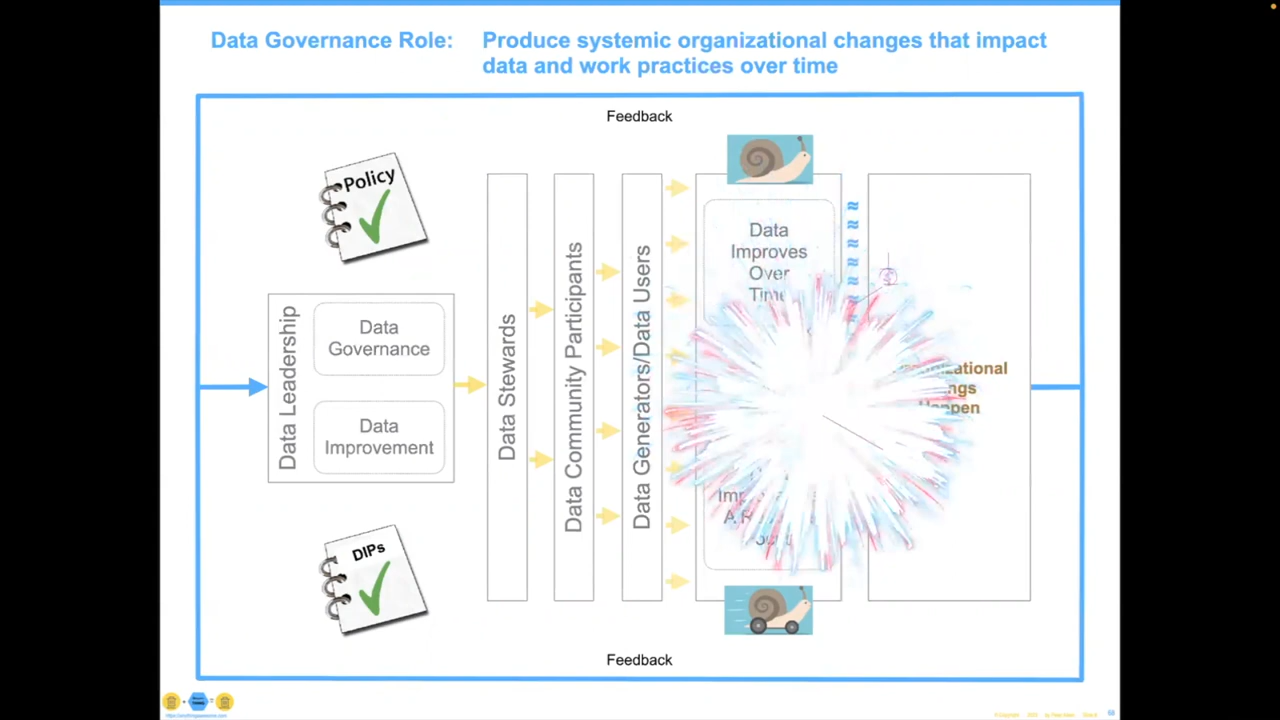 Data Governance Role: Produce systemic organizational changes that impact
data and work practices over time
Feedback
Policy
Data Leadership
Data
Governance
Data
Improvement
DIPs
Data Stewards
Data Community Participants
Data Generators/Data Users
Data
Improves
Over
Time
Happen
Feedback
68